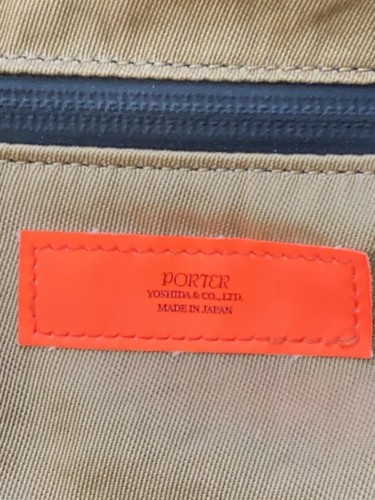 PORTER
YOSHIDA & CO., LTD.
MADE IN JAPAN